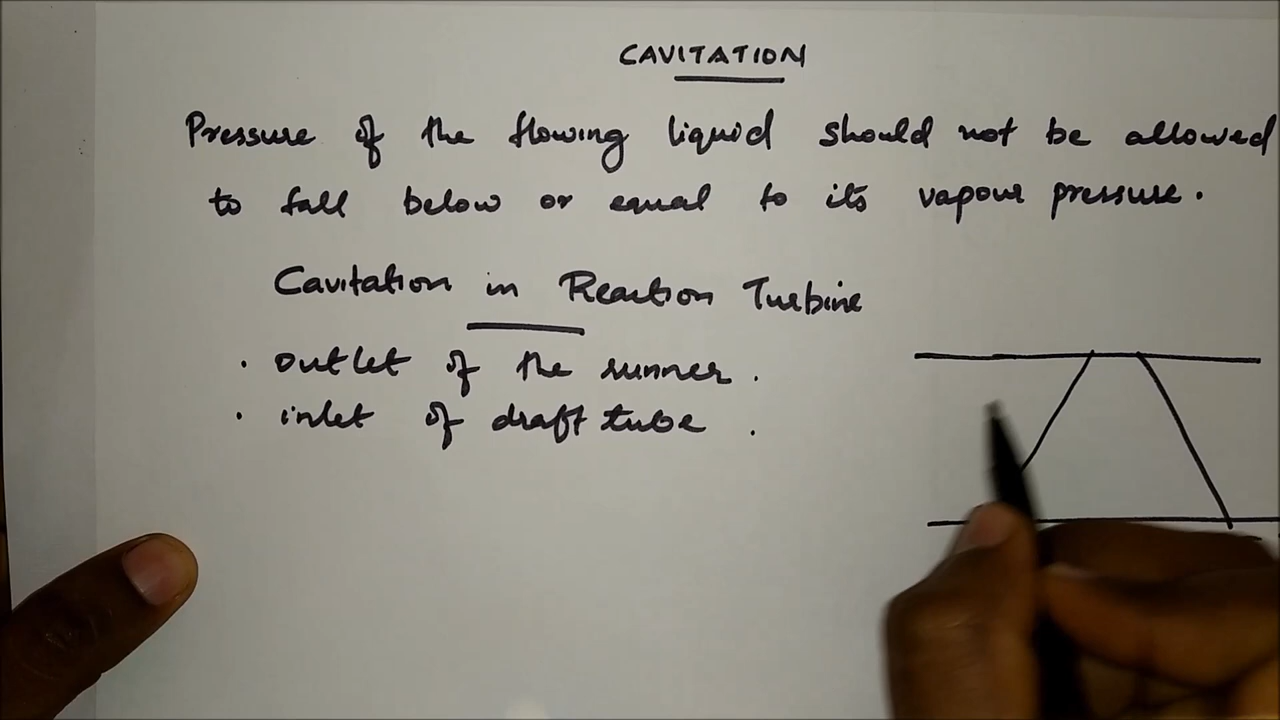 CAVITATION
Pressure of the flowing liquid should not be allowed
to fall below or equal to its vapour pressure.
Cavitation in Reaction Turbine
· outlet of the runner.
· inlet of draft tube.